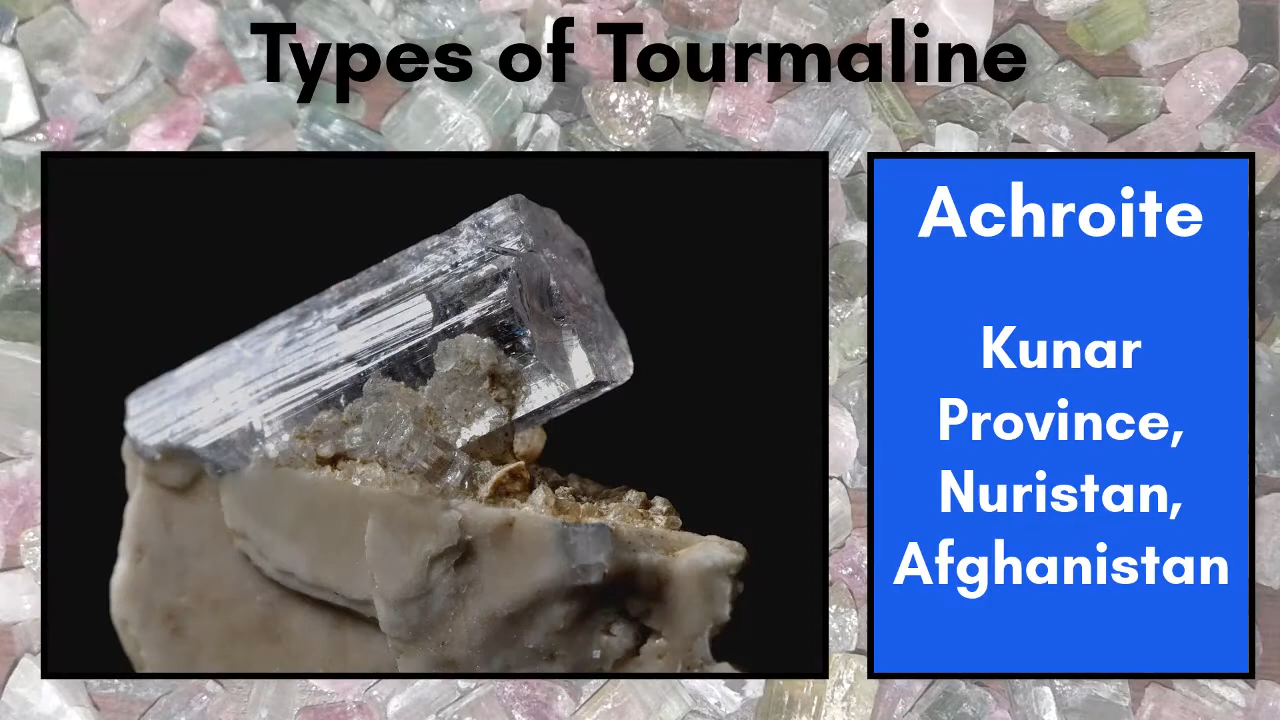 Types of Tourmaline
Achroite
Kunar
Province,
Nuristan,
Afghanistan